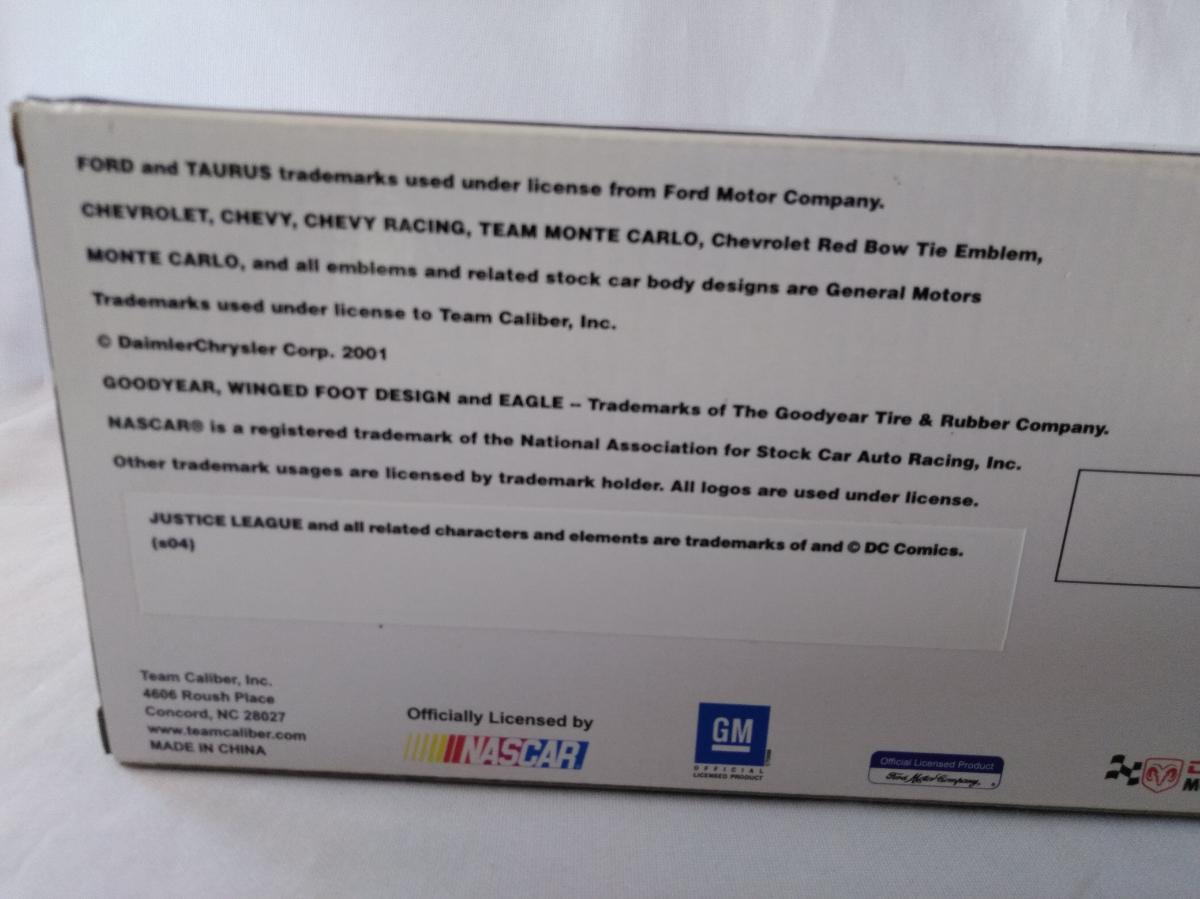 FORD and TAURUS trademarks used under license from Ford Motor Company.
CHEVROLET, CHEVY, CHEVY RACING, TEAM MONTE CARLO, Chevrolet Red Bow Tie Emblem,
MONTE CARLO, and all emblems and related stock car body designs are General Motors
Trademarks used under license to Team Caliber, Inc.
© DaimlerChrysler Corp. 2001
GOODYEAR, WINGED FOOT DESIGN and EAGLE -- Trademarks of The Goodyear Tire & Rubber Company.
NASCAR® is a registered trademark of the National Association for Stock Car Auto Racing, Inc.
Other trademark usages are licensed by trademark holder. All logos are used under license.
JUSTICE LEAGUE and all related characters and elements are trademarks of and © DC Comics.
(s04)
Team Caliber, Inc.
4606 Roush Place
Concord, NC 28027
www.teamcaliber.com
MADE IN CHINA
Officially Licensed by
NASCAR
GM
OFFICIAL
LICENSED PRODUCT
Official Licensed Product
Ford Motor Company